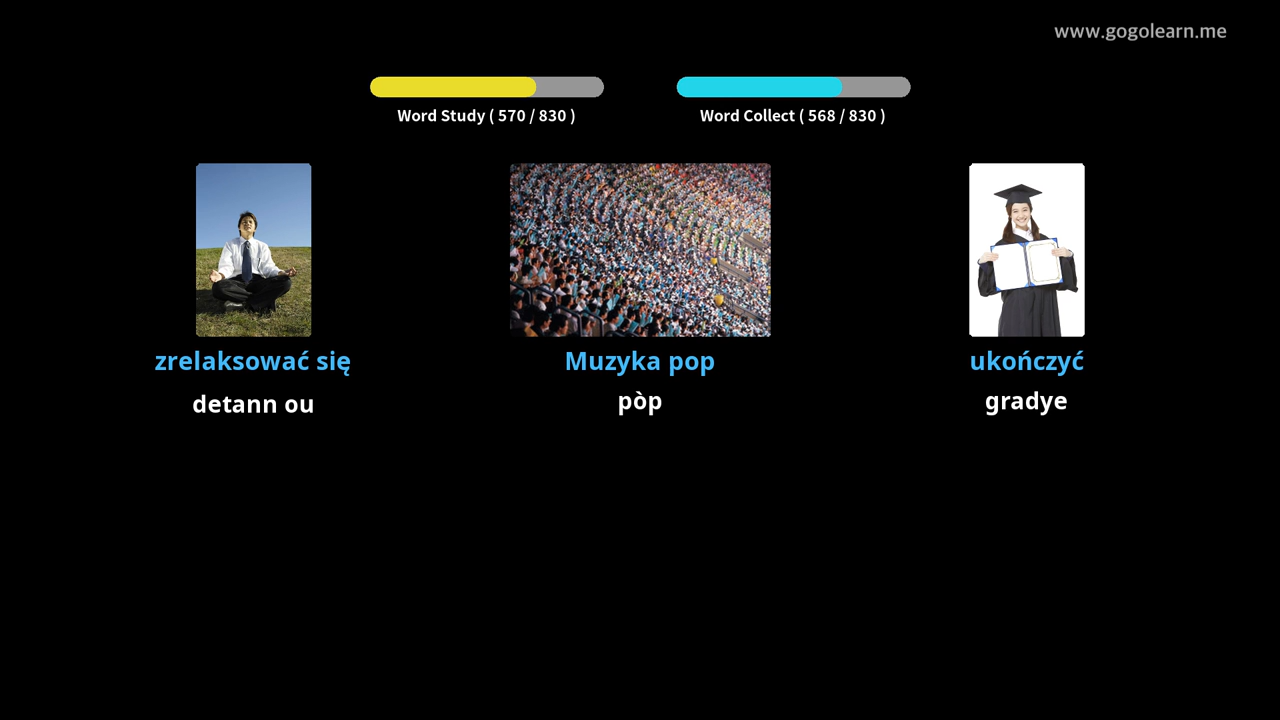 www.gogolearn.me
Word Study ( 570 / 830 )
Word Collect ( 568 / 830 )
zrelaksować się
detann ou
Muzyka pop
pòp
ukończyć
gradye